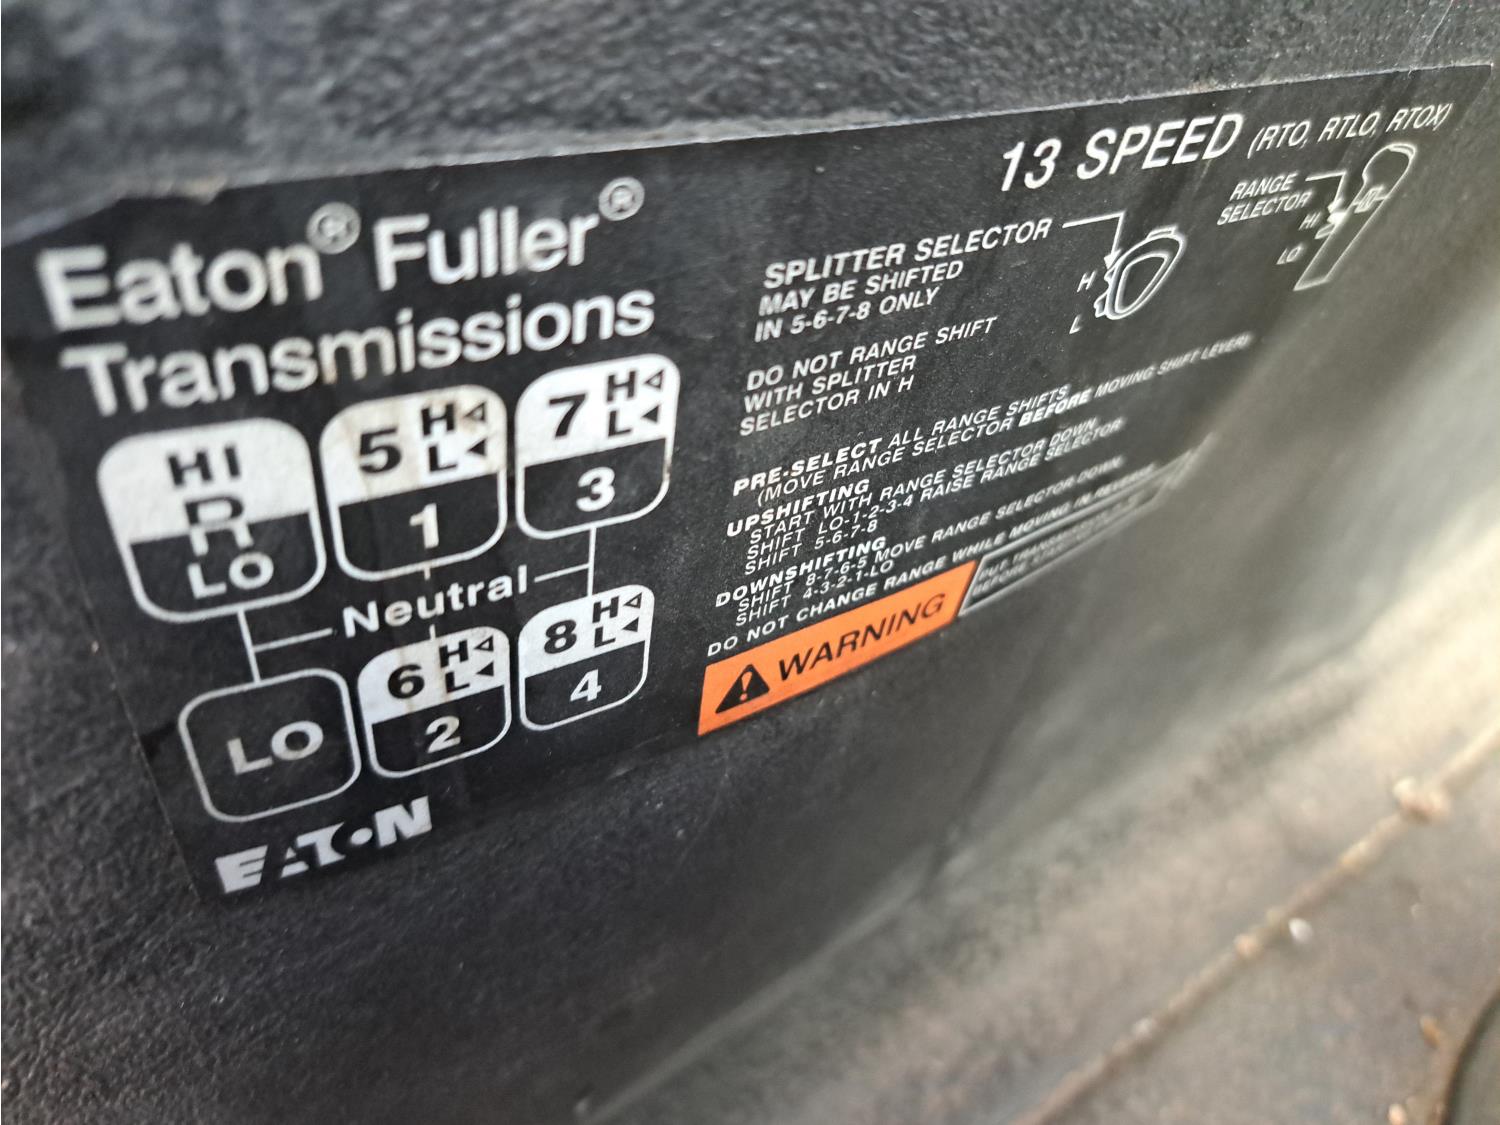 Eaton® Fuller®
Transmissions
HI
R
LO
5 H
L
1
7 H
L
3
Neutral
LO
6 H
L
2
8 H
L
4
EATON
13 SPEED (RTO, RTLO, RTOX)
SPLITTER SELECTOR
MAY BE SHIFTED
IN 5-6-7-8 ONLY
H
L
RANGE
SELECTOR
HI
LO
DO NOT RANGE SHIFT
WITH SPLITTER
SELECTOR IN H
PRE-SELECT ALL RANGE SHIFTS
(MOVE RANGE SELECTOR BEFORE MOVING SHIFT LEVER)
UPSHIFTING
START WITH RANGE SELECTOR DOWN
SHIFT LO-1-2-3-4 RAISE RANGE SELECTOR
SHIFT 5-6-7-8
DOWNSHIFTING
SHIFT 8-7-6-5 MOVE RANGE SELECTOR DOWN
SHIFT 4-3-2-1-LO
DO NOT CHANGE RANGE WHILE MOVING IN REVERSE
WARNING
PUT TRANSMISSION
BEFORE